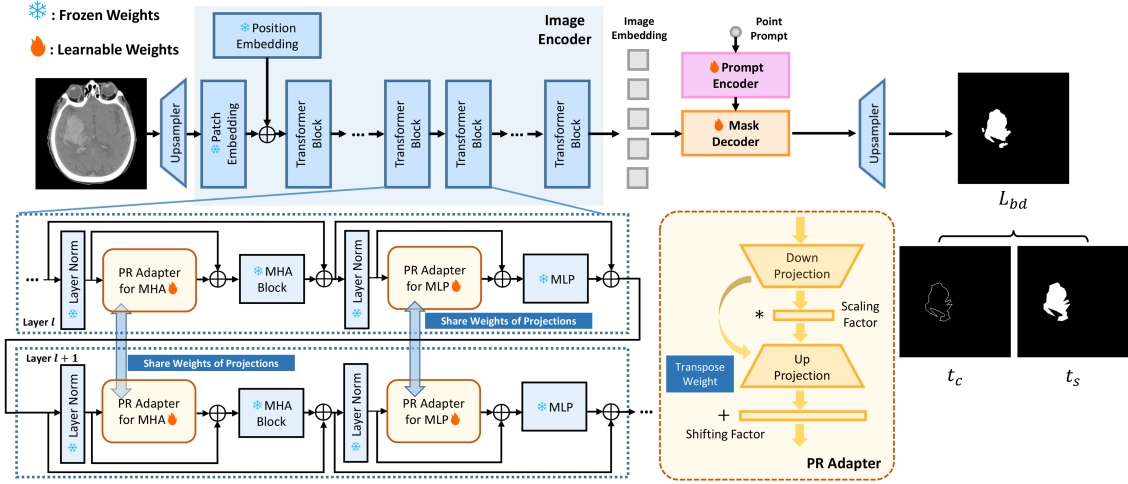 : Frozen Weights
: Learnable Weights
Position
Embedding
Image
Encoder
Image
Embedding
Point
Prompt
Prompt
Encoder
Mask
Decoder
Upsampler
Patch
Embedding
Transformer
Block
...
Transformer
Block
Transformer
Block
...
Transformer
Block
Upsampler
L_{bd}
...
Layer Norm
PR Adapter
for MHA
MHA
Block
Layer Norm
PR Adapter
for MLP
MLP
Layer l
Share Weights of Projections
Layer l + 1
Share Weights of Projections
Layer Norm
PR Adapter
for MHA
MHA
Block
Layer Norm
PR Adapter
for MLP
MLP
...
Down
Projection
*
Scaling
Factor
Transpose
Weight
Up
Projection
+
Shifting Factor
PR Adapter
t_c
t_s